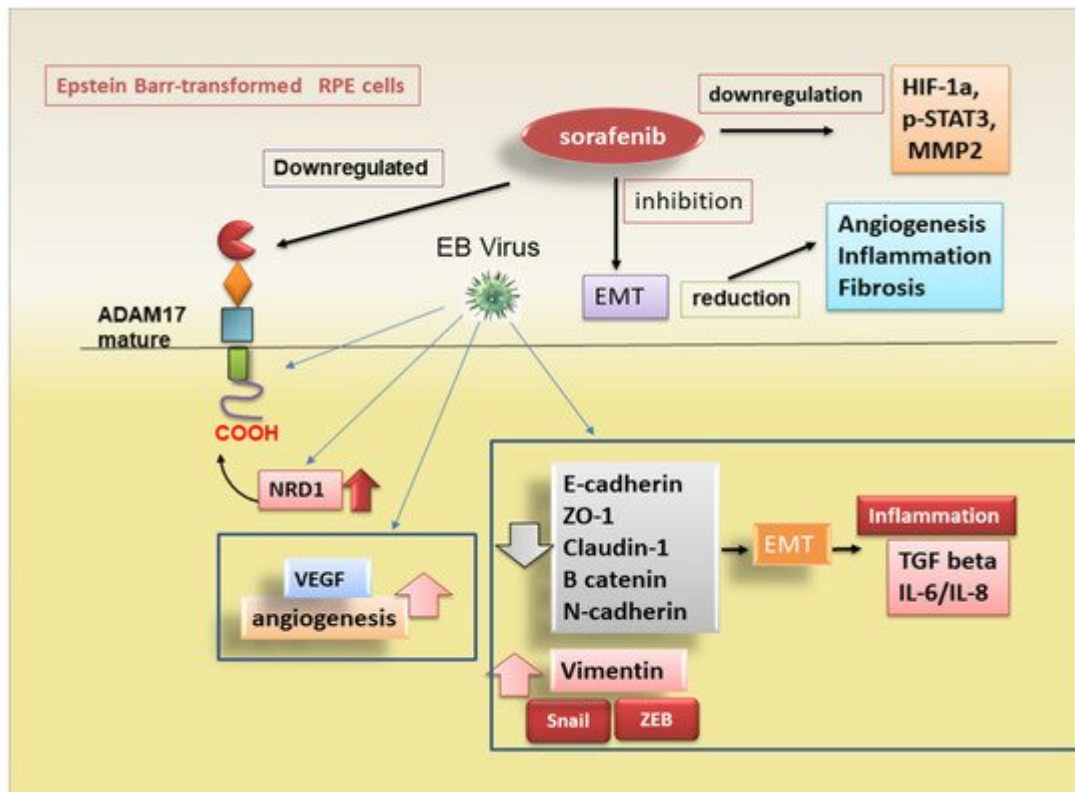 Epstein Barr-transformed RPE cells
sorafenib
downregulation
HIF-1a,
p-STAT3,
MMP2
Downregulated
inhibition
EB Virus
EMT
reduction
Angiogenesis
Inflammation
Fibrosis
ADAM17
mature
COOH
NRD1
VEGF
angiogenesis
E-cadherin
ZO-1
Claudin-1
B catenin
N-cadherin
EMT
Inflammation
TGF beta
IL-6/IL-8
Vimentin
Snail
ZEB